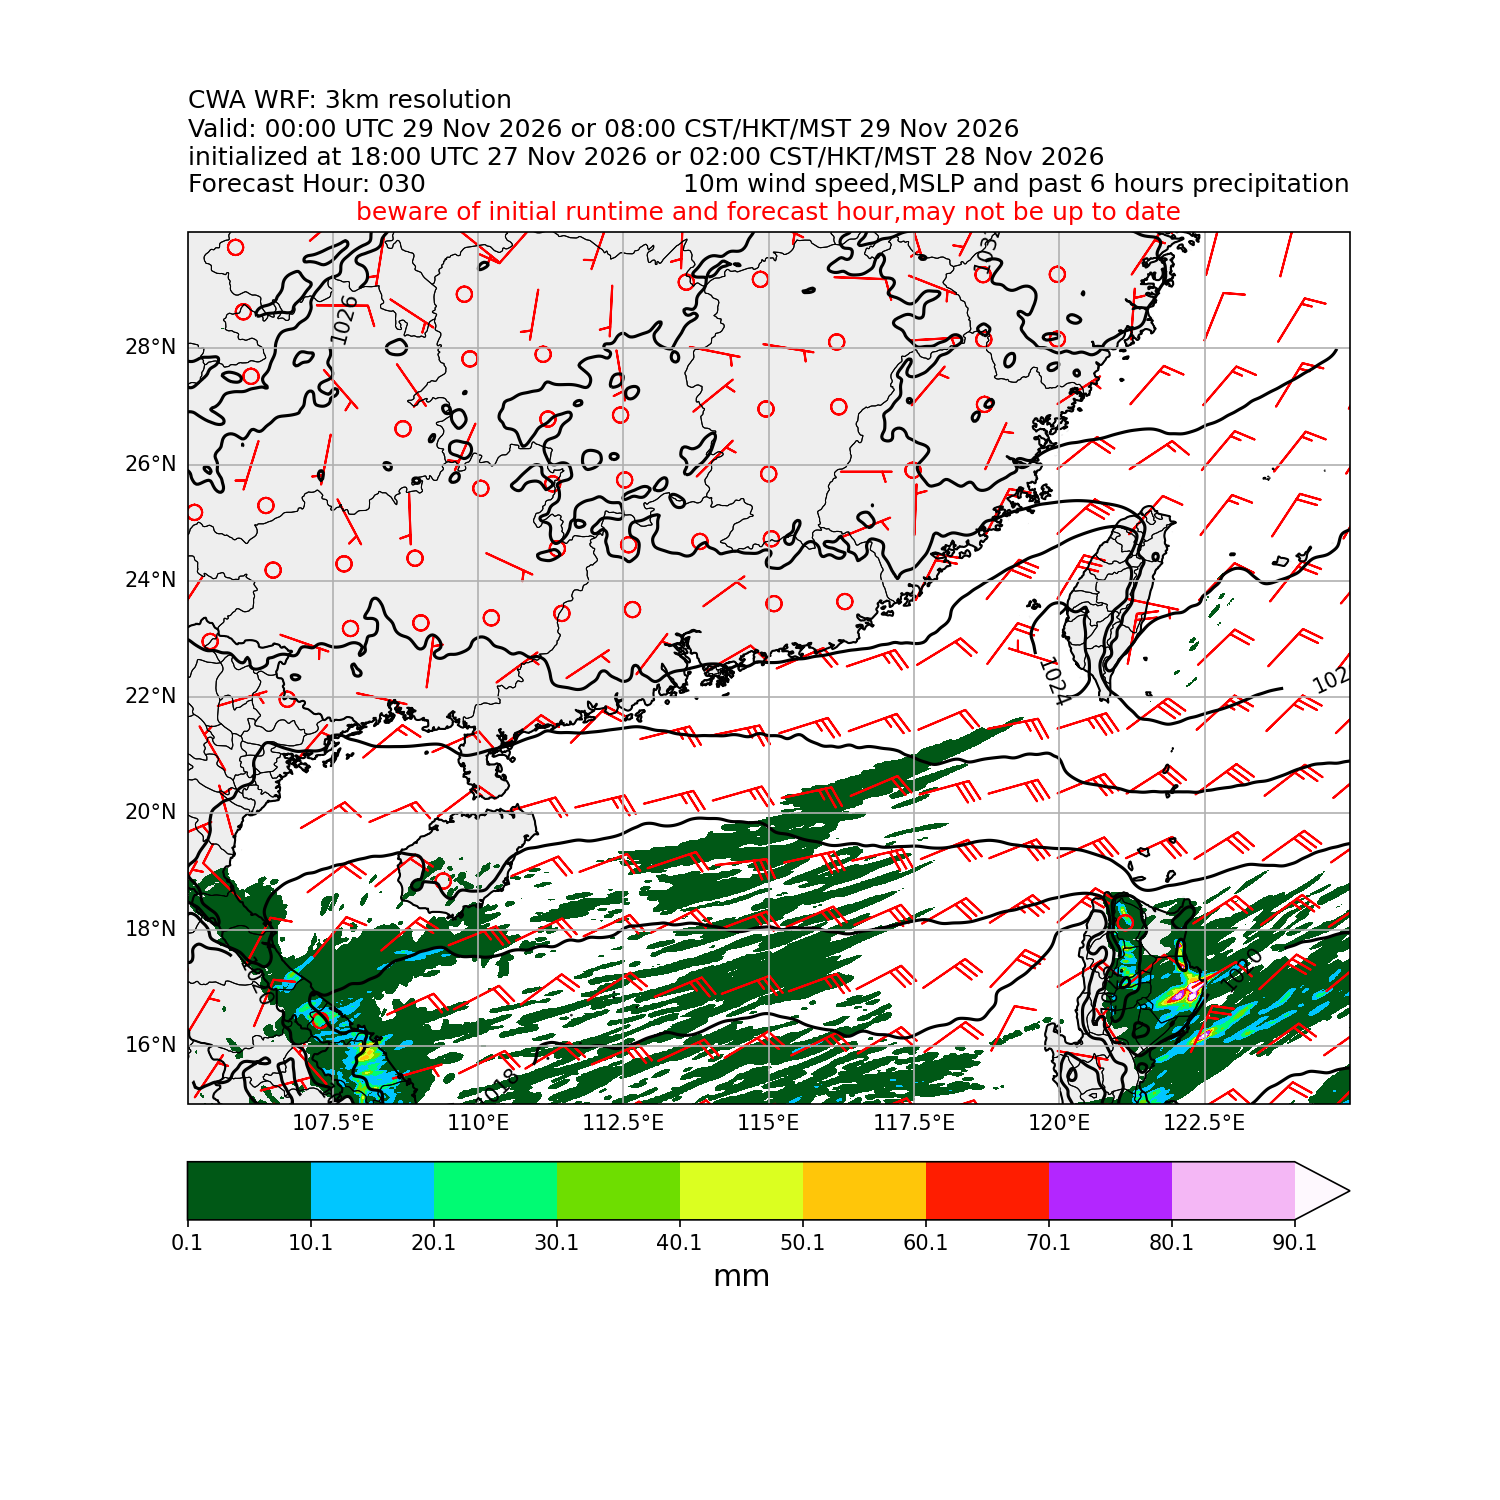 CWA WRF: 3km resolution
Valid: 00:00 UTC 29 Nov 2026 or 08:00 CST/HKT/MST 29 Nov 2026
initialized at 18:00 UTC 27 Nov 2026 or 02:00 CST/HKT/MST 28 Nov 2026
Forecast Hour: 030 10m wind speed,MSLP and past 6 hours precipitation
beware of initial runtime and forecast hour,may not be up to date
1026
28°N
26°N
24°N
22°N
1024
102
20°N
18°N
1020
16°N
1018
107.5°E 110°E 112.5°E 115°E 117.5°E 120°E 122.5°E
0.1 10.1 20.1 30.1 40.1 50.1 60.1 70.1 80.1 90.1
mm